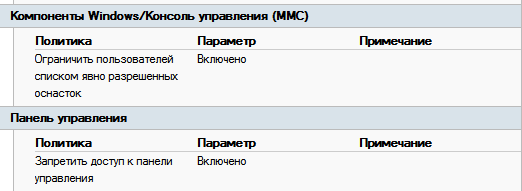 Компоненты Windows/Консоль управления (MMC)
Политика Параметр Примечание
Ограничить пользователей Включено
списком явно разрешенных
оснасток
Панель управления
Политика Параметр Примечание
Запретить доступ к панели Включено
управления